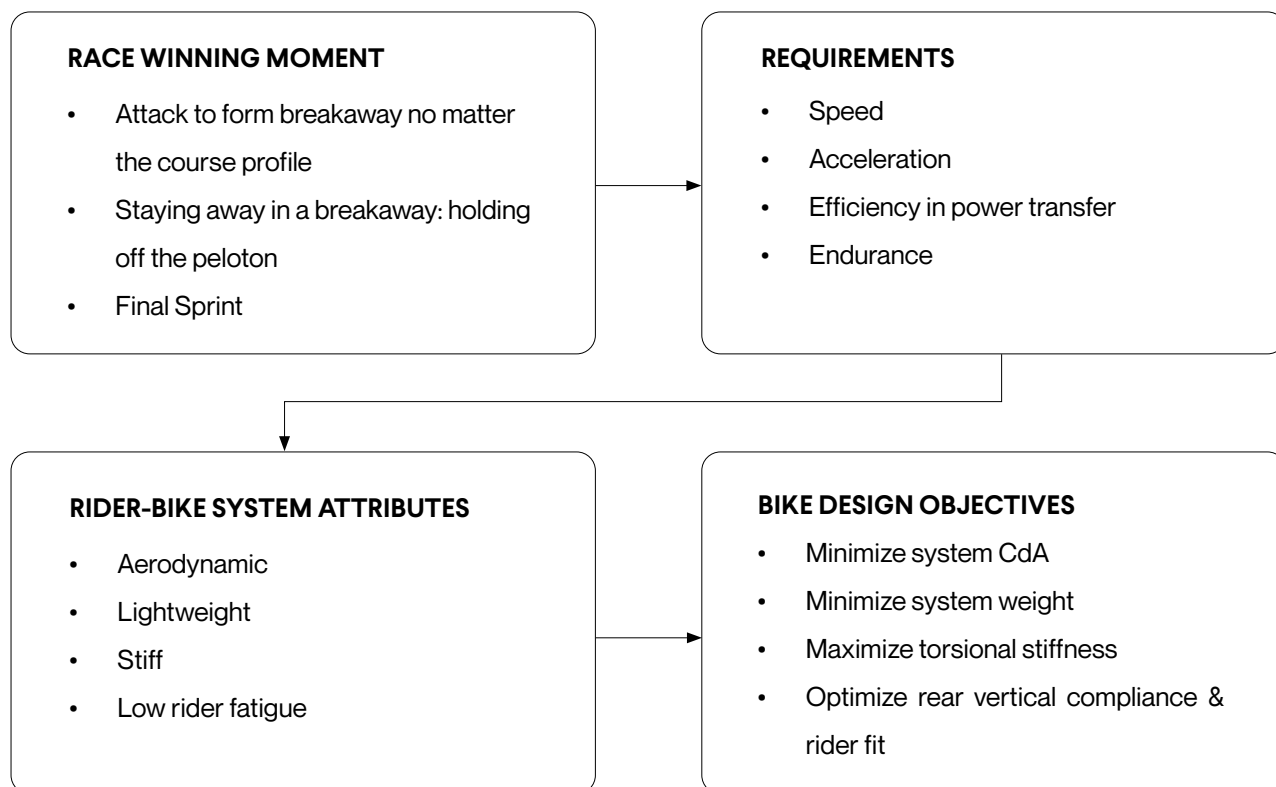 RACE WINNING MOMENT
• Attack to form breakaway no matter
the course profile
• Staying away in a breakaway: holding
off the peloton
• Final Sprint
REQUIREMENTS
• Speed
• Acceleration
• Efficiency in power transfer
• Endurance
RIDER-BIKE SYSTEM ATTRIBUTES
• Aerodynamic
• Lightweight
• Stiff
• Low rider fatigue
BIKE DESIGN OBJECTIVES
• Minimize system CdA
• Minimize system weight
• Maximize torsional stiffness
• Optimize rear vertical compliance &
rider fit